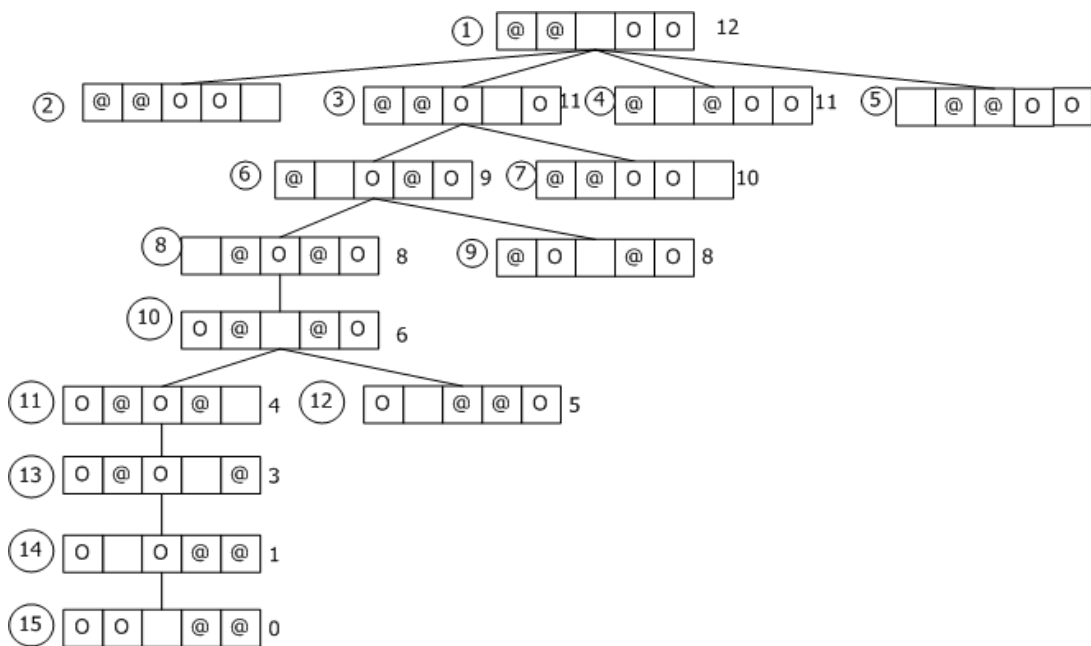 1 @ @ O O 12
2 @ @ O O
3 @ @ O O 11
4 @ @ O O 11
5 @ @ O O
6 @ O @ O 9
7 @ @ O O 10
8 @ O @ O 8
9 @ O @ O 8
10 O @ @ O 6
11 O @ O @ 4
12 O @ @ O 5
13 O @ O @ 3
14 O O @ @ 1
15 O O @ @ 0